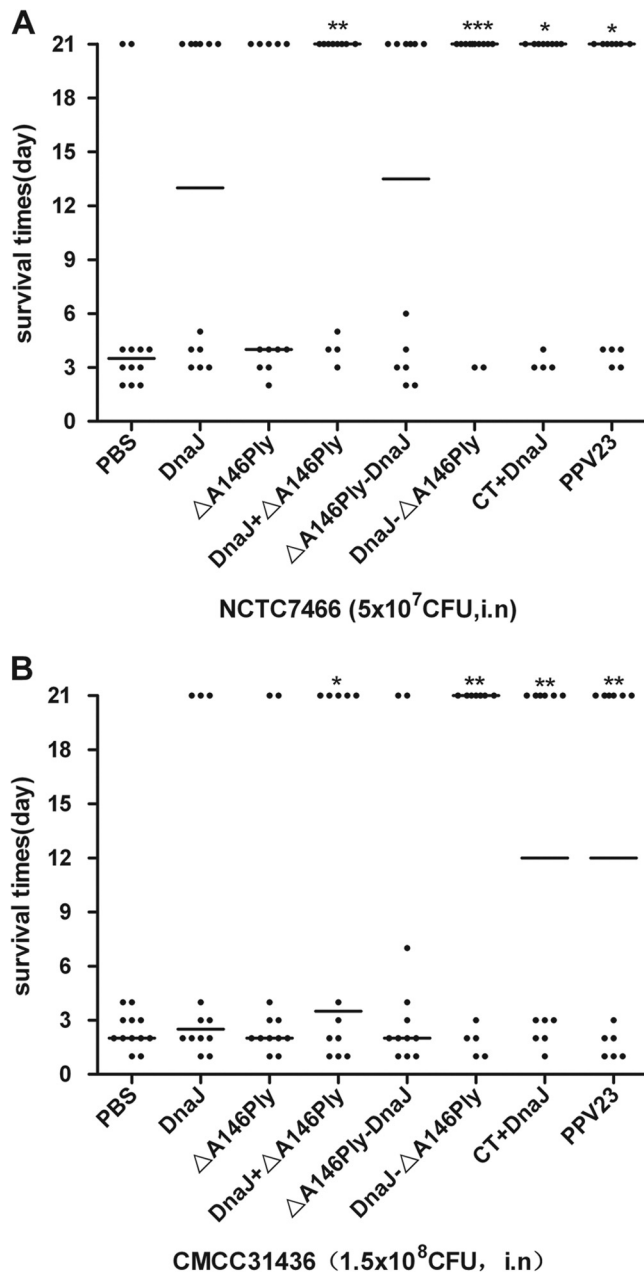 A
** *** * *
survival times(day)
21
18
15
12
9
6
3
0
PBS
DnaJ
△A146Ply
DnaJ+△A146Ply
△A146Ply-DnaJ
DnaJ-△A146Ply
CT+DnaJ
PPV23
NCTC7466 (5x10⁷CFU,i.n)
B
* ** ** **
survival times(day)
21
18
15
12
9
6
3
0
PBS
DnaJ
△A146Ply
DnaJ+△A146Ply
△A146Ply-DnaJ
DnaJ-△A146Ply
CT+DnaJ
PPV23
CMCC31436（1.5x10⁸CFU， i.n）